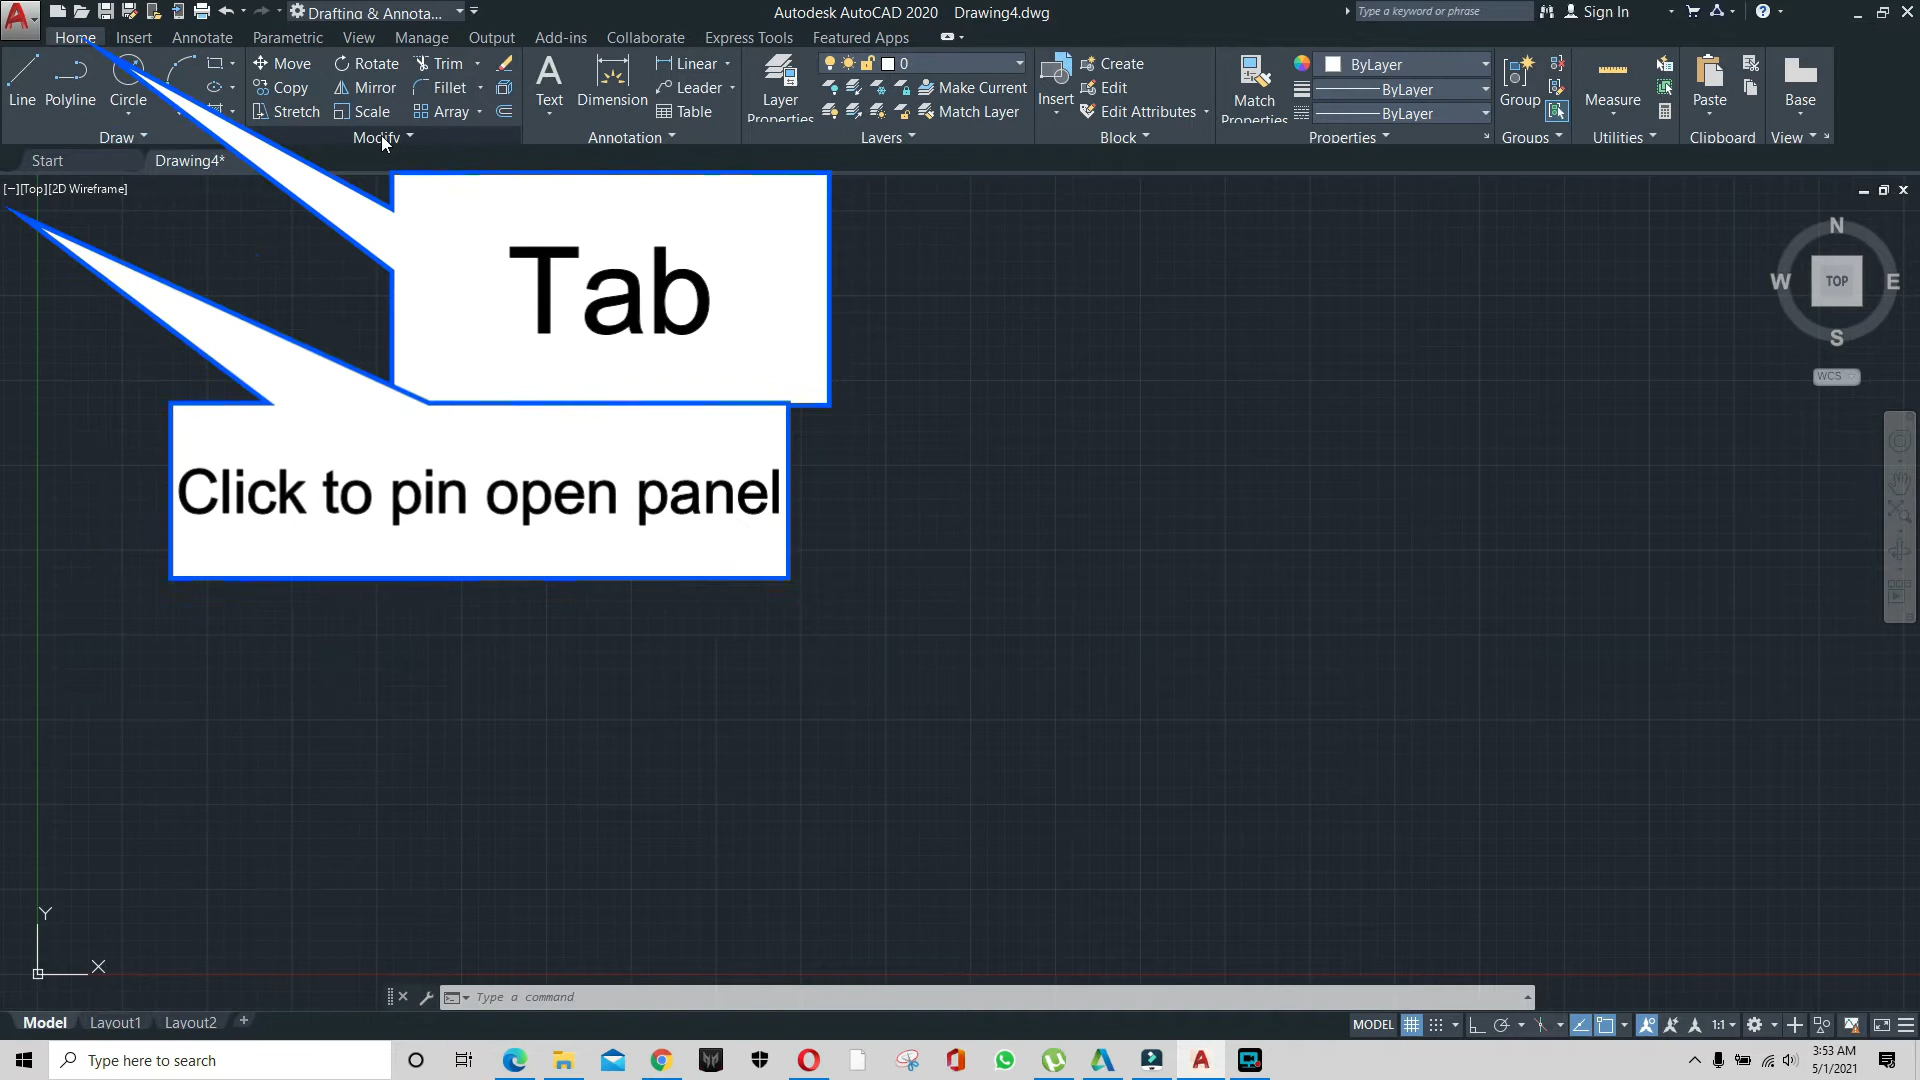 Drafting & Annota...
Autodesk AutoCAD 2020 Drawing4.dwg
Type a keyword or phrase
Sign In
Home Insert Annotate Parametric View Manage Output Add-ins Collaborate Express Tools Featured Apps
Move Rotate Trim Linear 0 Create ByLayer
Copy Mirror Fillet Leader Make Current Edit ByLayer
Line Polyline Circle Text Dimension Layer Properties Insert Match Properties Group Measure Paste Base
Stretch Scale Array Table Match Layer Edit Attributes ByLayer
Draw Modify Annotation Layers Block Properties Groups Utilities Clipboard View
Start Drawing4*
[−][Top][2D Wireframe]
N
W TOP E
S
WCS
Tab
Click to pin open panel
Y
X
Type a command
Model Layout1 Layout2 +
MODEL 1:1
Type here to search
3:53 AM
5/1/2021